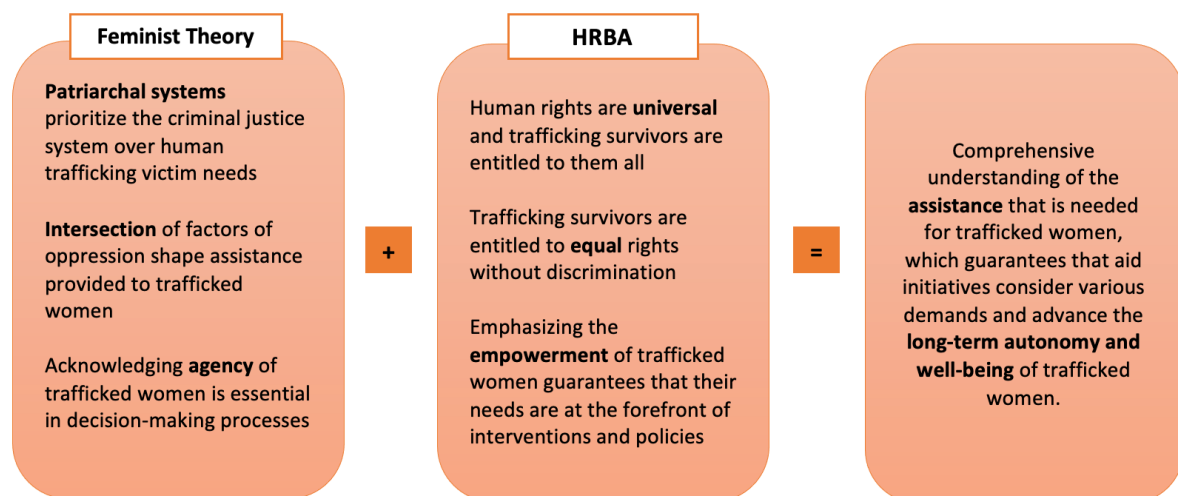 Feminist Theory
Patriarchal systems
prioritize the criminal justice
system over human
trafficking victim needs
Intersection of factors of
oppression shape assistance
provided to trafficked
women
Acknowledging agency of
trafficked women is essential
in decision-making processes
+
HRBA
Human rights are universal
and trafficking survivors are
entitled to them all
Trafficking survivors are
entitled to equal rights
without discrimination
Emphasizing the
empowerment of trafficked
women guarantees that their
needs are at the forefront of
interventions and policies
=
Comprehensive
understanding of the
assistance that is needed
for trafficked women,
which guarantees that aid
initiatives consider various
demands and advance the
long-term autonomy and
well-being of trafficked
women.